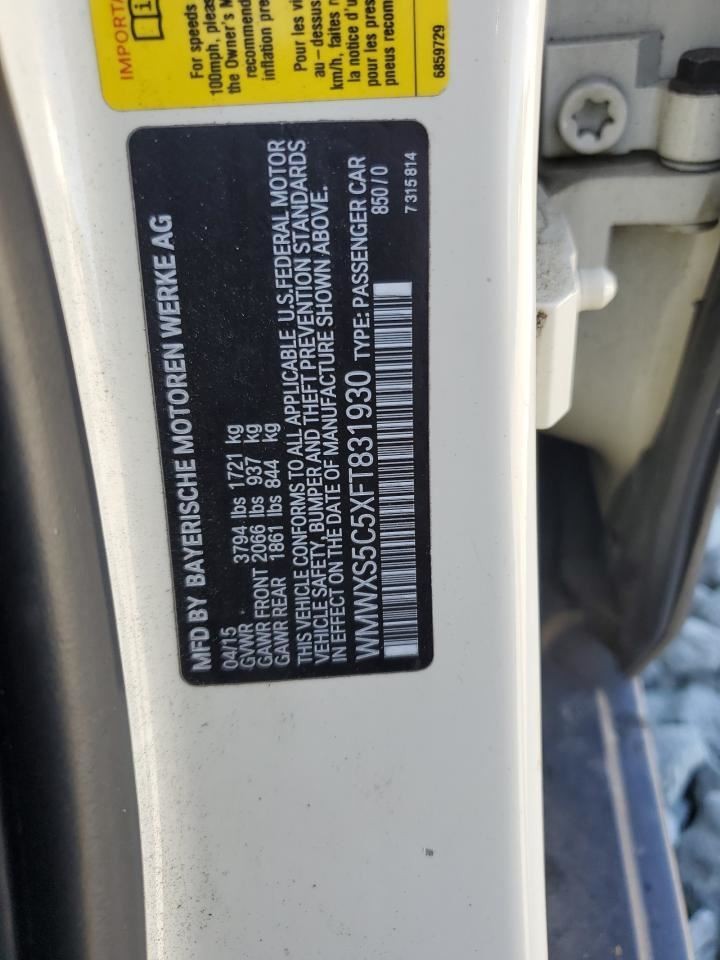 IMPORTA
For speeds
100mph, pleas
the Owner's M
recommend
inflation pre
Pour les vi
au-dessus
km/h, faites r
la notice d'u
pour les pres
pneus recom
6859729
MFD BY BAYERISCHE MOTOREN WERKE AG
04/15
GVWR 3794 lbs 1721 kg
GAWR FRONT 2066 lbs 937 kg
GAWR REAR 1861 lbs 844 kg
THIS VEHICLE CONFORMS TO ALL APPLICABLE U.S.FEDERAL MOTOR
VEHICLE SAFETY, BUMPER AND THEFT PREVENTION STANDARDS
IN EFFECT ON THE DATE OF MANUFACTURE SHOWN ABOVE.
WMWXS5C5XFT831930 TYPE: PASSENGER CAR
850/0
7 315 814